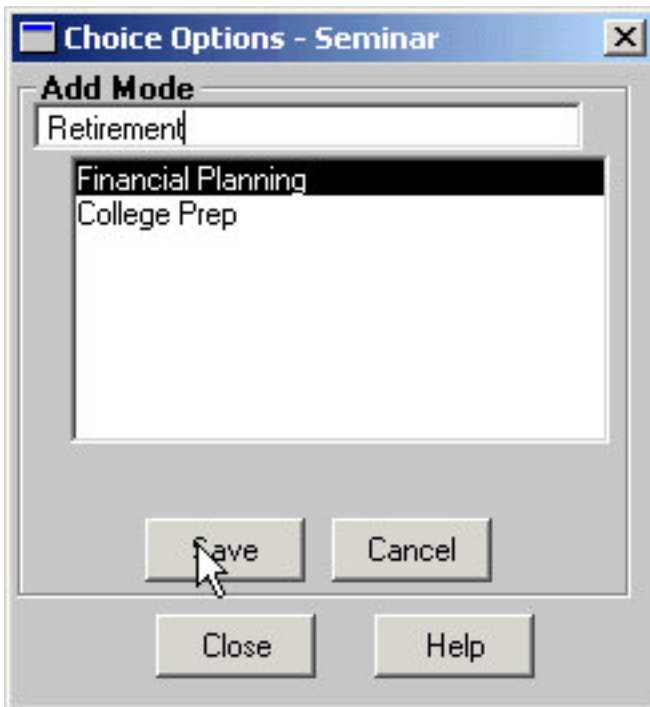 Choice Options - Seminar
Add Mode
Retirement
Financial Planning
College Prep
Save Cancel
Close Help